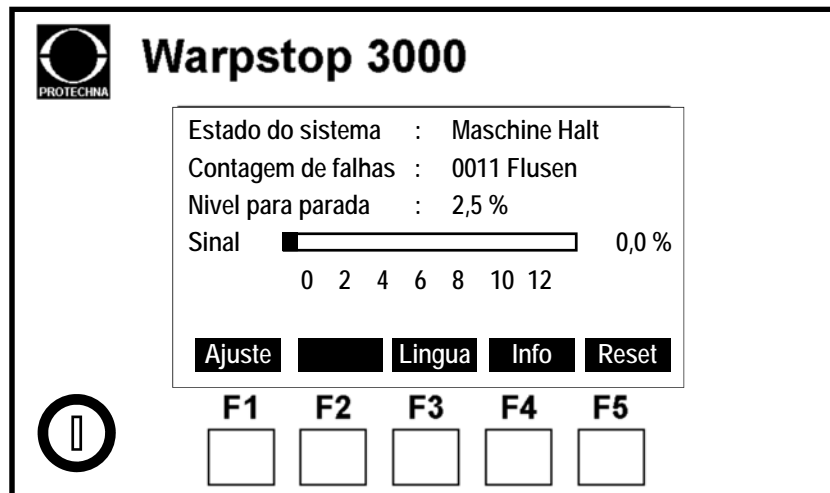 PROTECHNA
Warpstop 3000
Estado do sistema : Maschine Halt
Contagem de falhas : 0011 Flusen
Nivel para parada : 2,5 %
Sinal 0,0 %
0 2 4 6 8 10 12
Ajuste Lingua Info Reset
F1 F2 F3 F4 F5